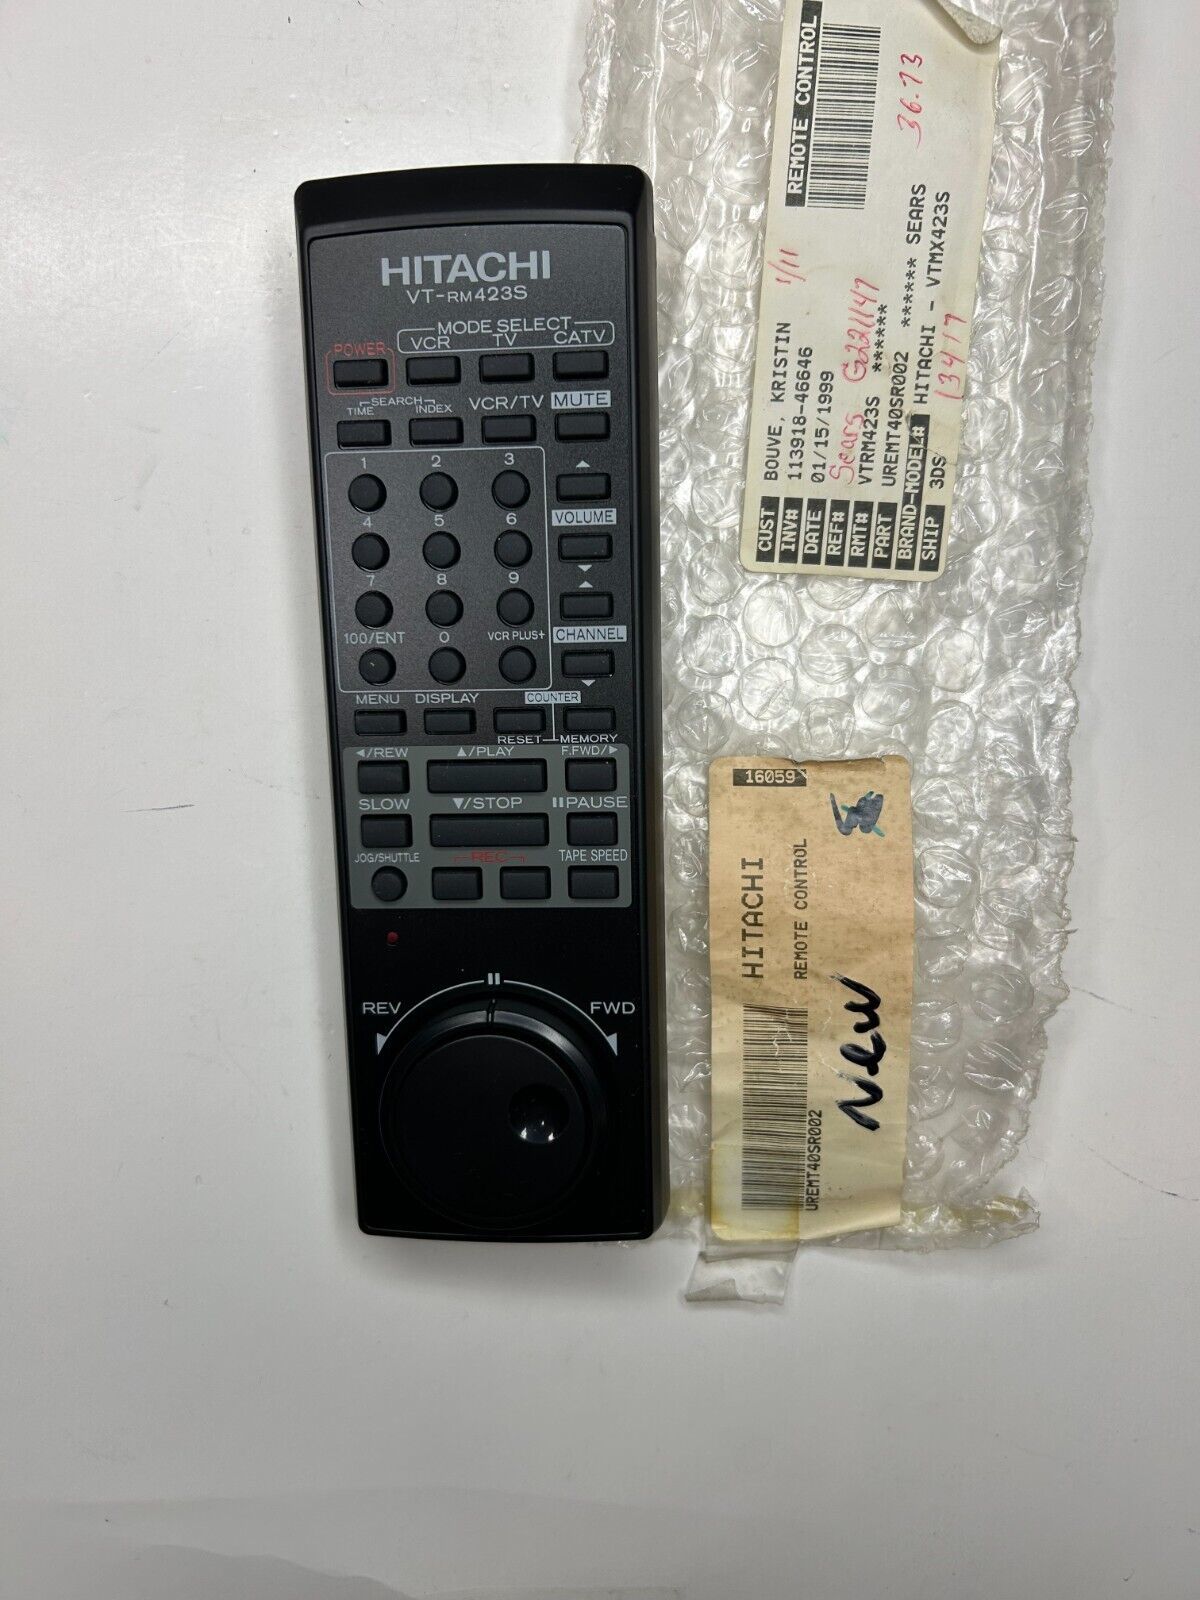 HITACHI
VT-RM423S
MODE SELECT
POWER VCR TV CATV
SEARCH
TIME INDEX VCR/TV MUTE
1 2 3
VOLUME
4 5 6
7 8 9
100/ENT 0 VCR PLUS+ CHANNEL
MENU DISPLAY COUNTER
RESET MEMORY
◀/REW ▲/PLAY F.FWD/▶
SLOW ▼/STOP ⏸PAUSE
JOG/SHUTTLE REC TAPE SPEED
REV ⏸ FWD
REMOTE CONTROL
36.73
CUST BOUVE, KRISTIN 1/11
INV# 113918-46646
DATE 01/15/1999
REF# Sears G221147
RMT# VTRM423S ******
PART UREMT40SR002 ****** SEARS
BRAND-MODEL# HITACHI - VTMX423S
SHIP 3DS 13417
16059
HITACHI
REMOTE CONTROL
UREMT40SR002
New